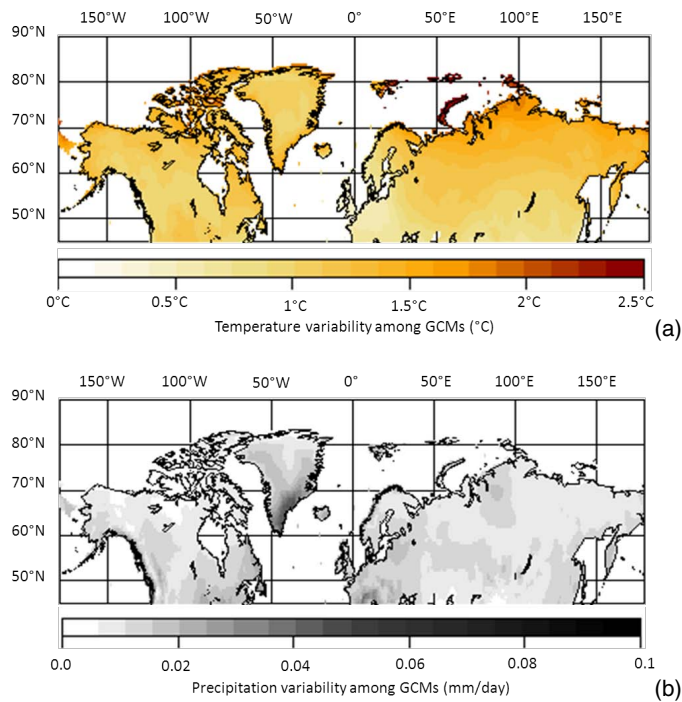 150°W 100°W 50°W 0° 50°E 100°E 150°E
90°N
80°N
70°N
60°N
50°N
0°C 0.5°C 1°C 1.5°C 2°C 2.5°C
Temperature variability among GCMs (°C)
(a)
150°W 100°W 50°W 0° 50°E 100°E 150°E
90°N
80°N
70°N
60°N
50°N
0.0 0.02 0.04 0.06 0.08 0.1
Precipitation variability among GCMs (mm/day)
(b)